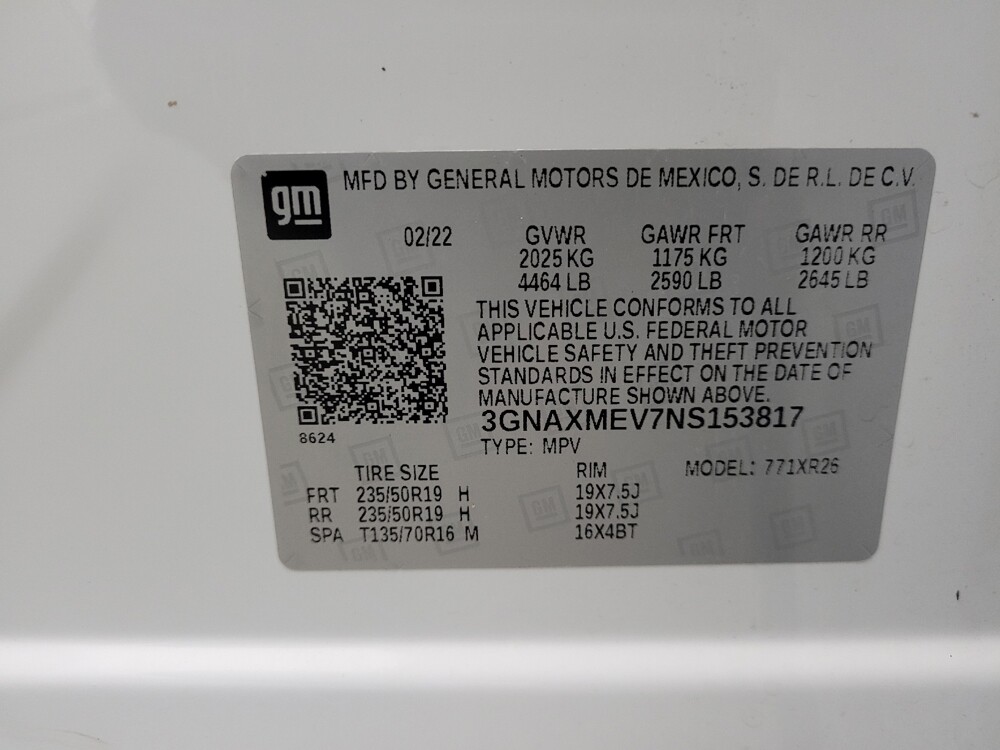 gm MFD BY GENERAL MOTORS DE MEXICO, S. DE R.L. DE C.V.
02/22 GVWR GAWR FRT GAWR RR
2025 KG 1175 KG 1200 KG
4464 LB 2590 LB 2645 LB
THIS VEHICLE CONFORMS TO ALL
APPLICABLE U.S. FEDERAL MOTOR
VEHICLE SAFETY AND THEFT PREVENTION
STANDARDS IN EFFECT ON THE DATE OF
MANUFACTURE SHOWN ABOVE.
3GNAXMEV7NS153817
8624
TYPE: MPV
TIRE SIZE RIM MODEL: 771XR26
FRT 235/50R19 H 19X7.5J
RR 235/50R19 H 19X7.5J
SPA T135/70R16 M 16X4BT